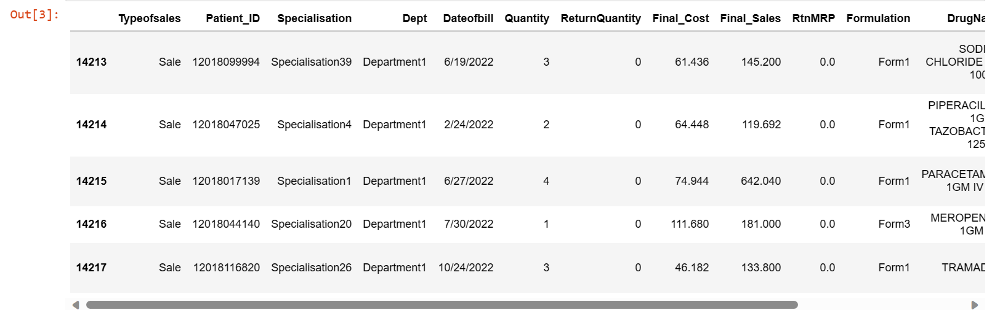 Out[3]:
Typeofsales Patient_ID Specialisation Dept Dateofbill Quantity ReturnQuantity Final_Cost Final_Sales RtnMRP Formulation DrugNa
14213 Sale 12018099994 Specialisation39 Department1 6/19/2022 3 0 61.436 145.200 0.0 Form1 SODI
CHLORIDE
100
14214 Sale 12018047025 Specialisation4 Department1 2/24/2022 2 0 64.448 119.692 0.0 Form1 PIPERACIL
1G
TAZOBACT
125
14215 Sale 12018017139 Specialisation1 Department1 6/27/2022 4 0 74.944 642.040 0.0 Form1 PARACETAM
1GM IV
14216 Sale 12018044140 Specialisation20 Department1 7/30/2022 1 0 111.680 181.000 0.0 Form3 MEROPEN
1GM
14217 Sale 12018116820 Specialisation26 Department1 10/24/2022 3 0 46.182 133.800 0.0 Form1 TRAMAD